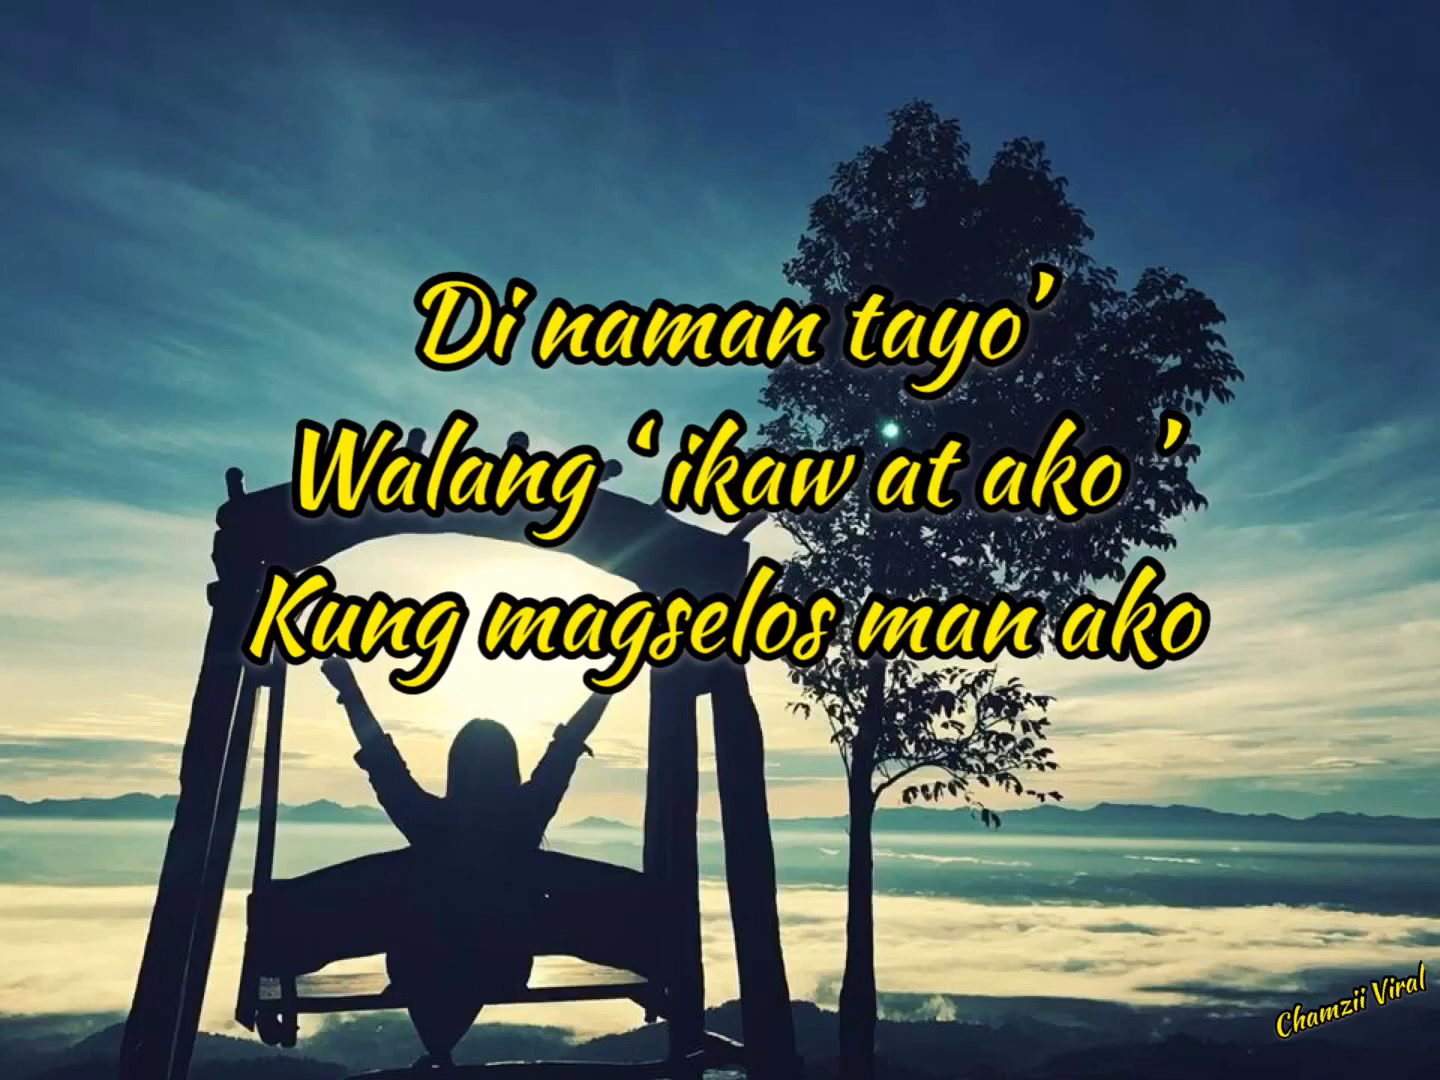 Di naman tayo’
Walang ‘ ikaw at ako ’
Kung magselos man ako
Chamzii Viral